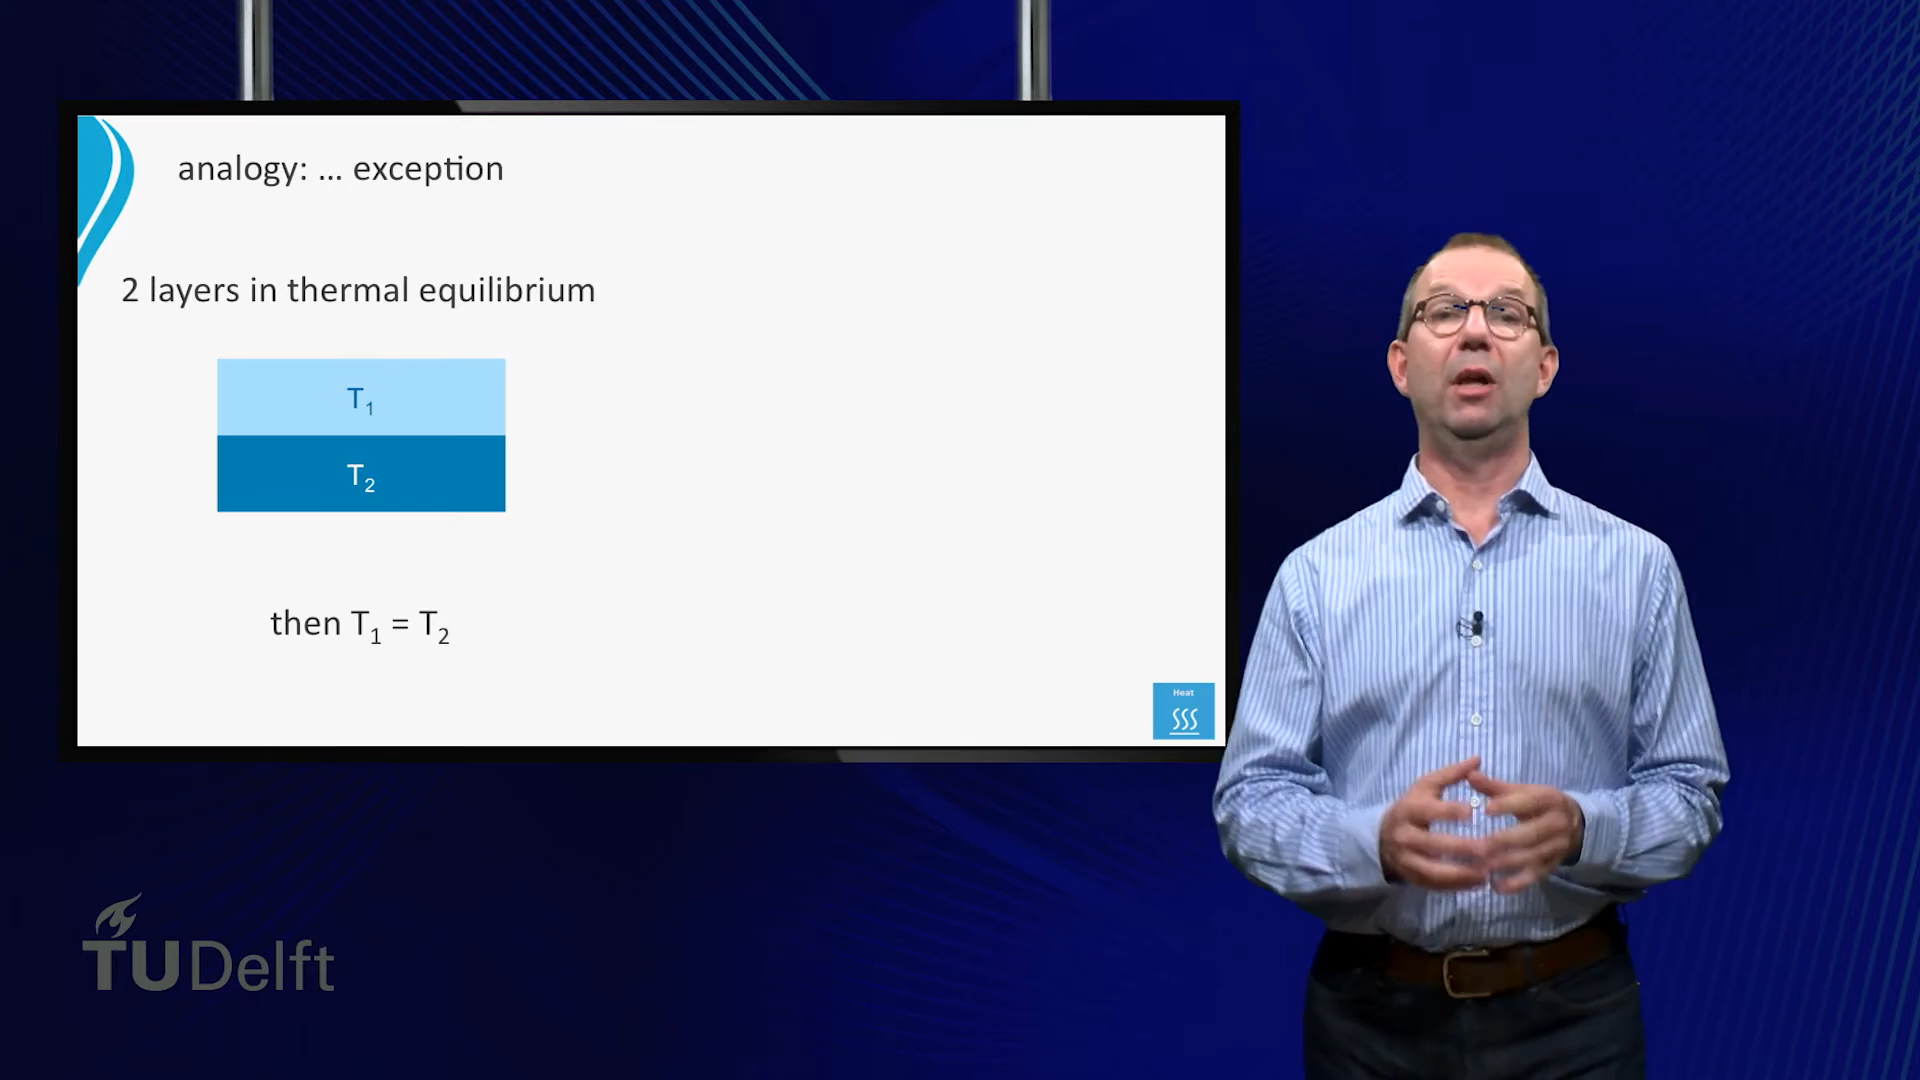 analogy: ... exception
2 layers in thermal equilibrium
T₁
T₂
then T₁ = T₂
Heat
TUDelft